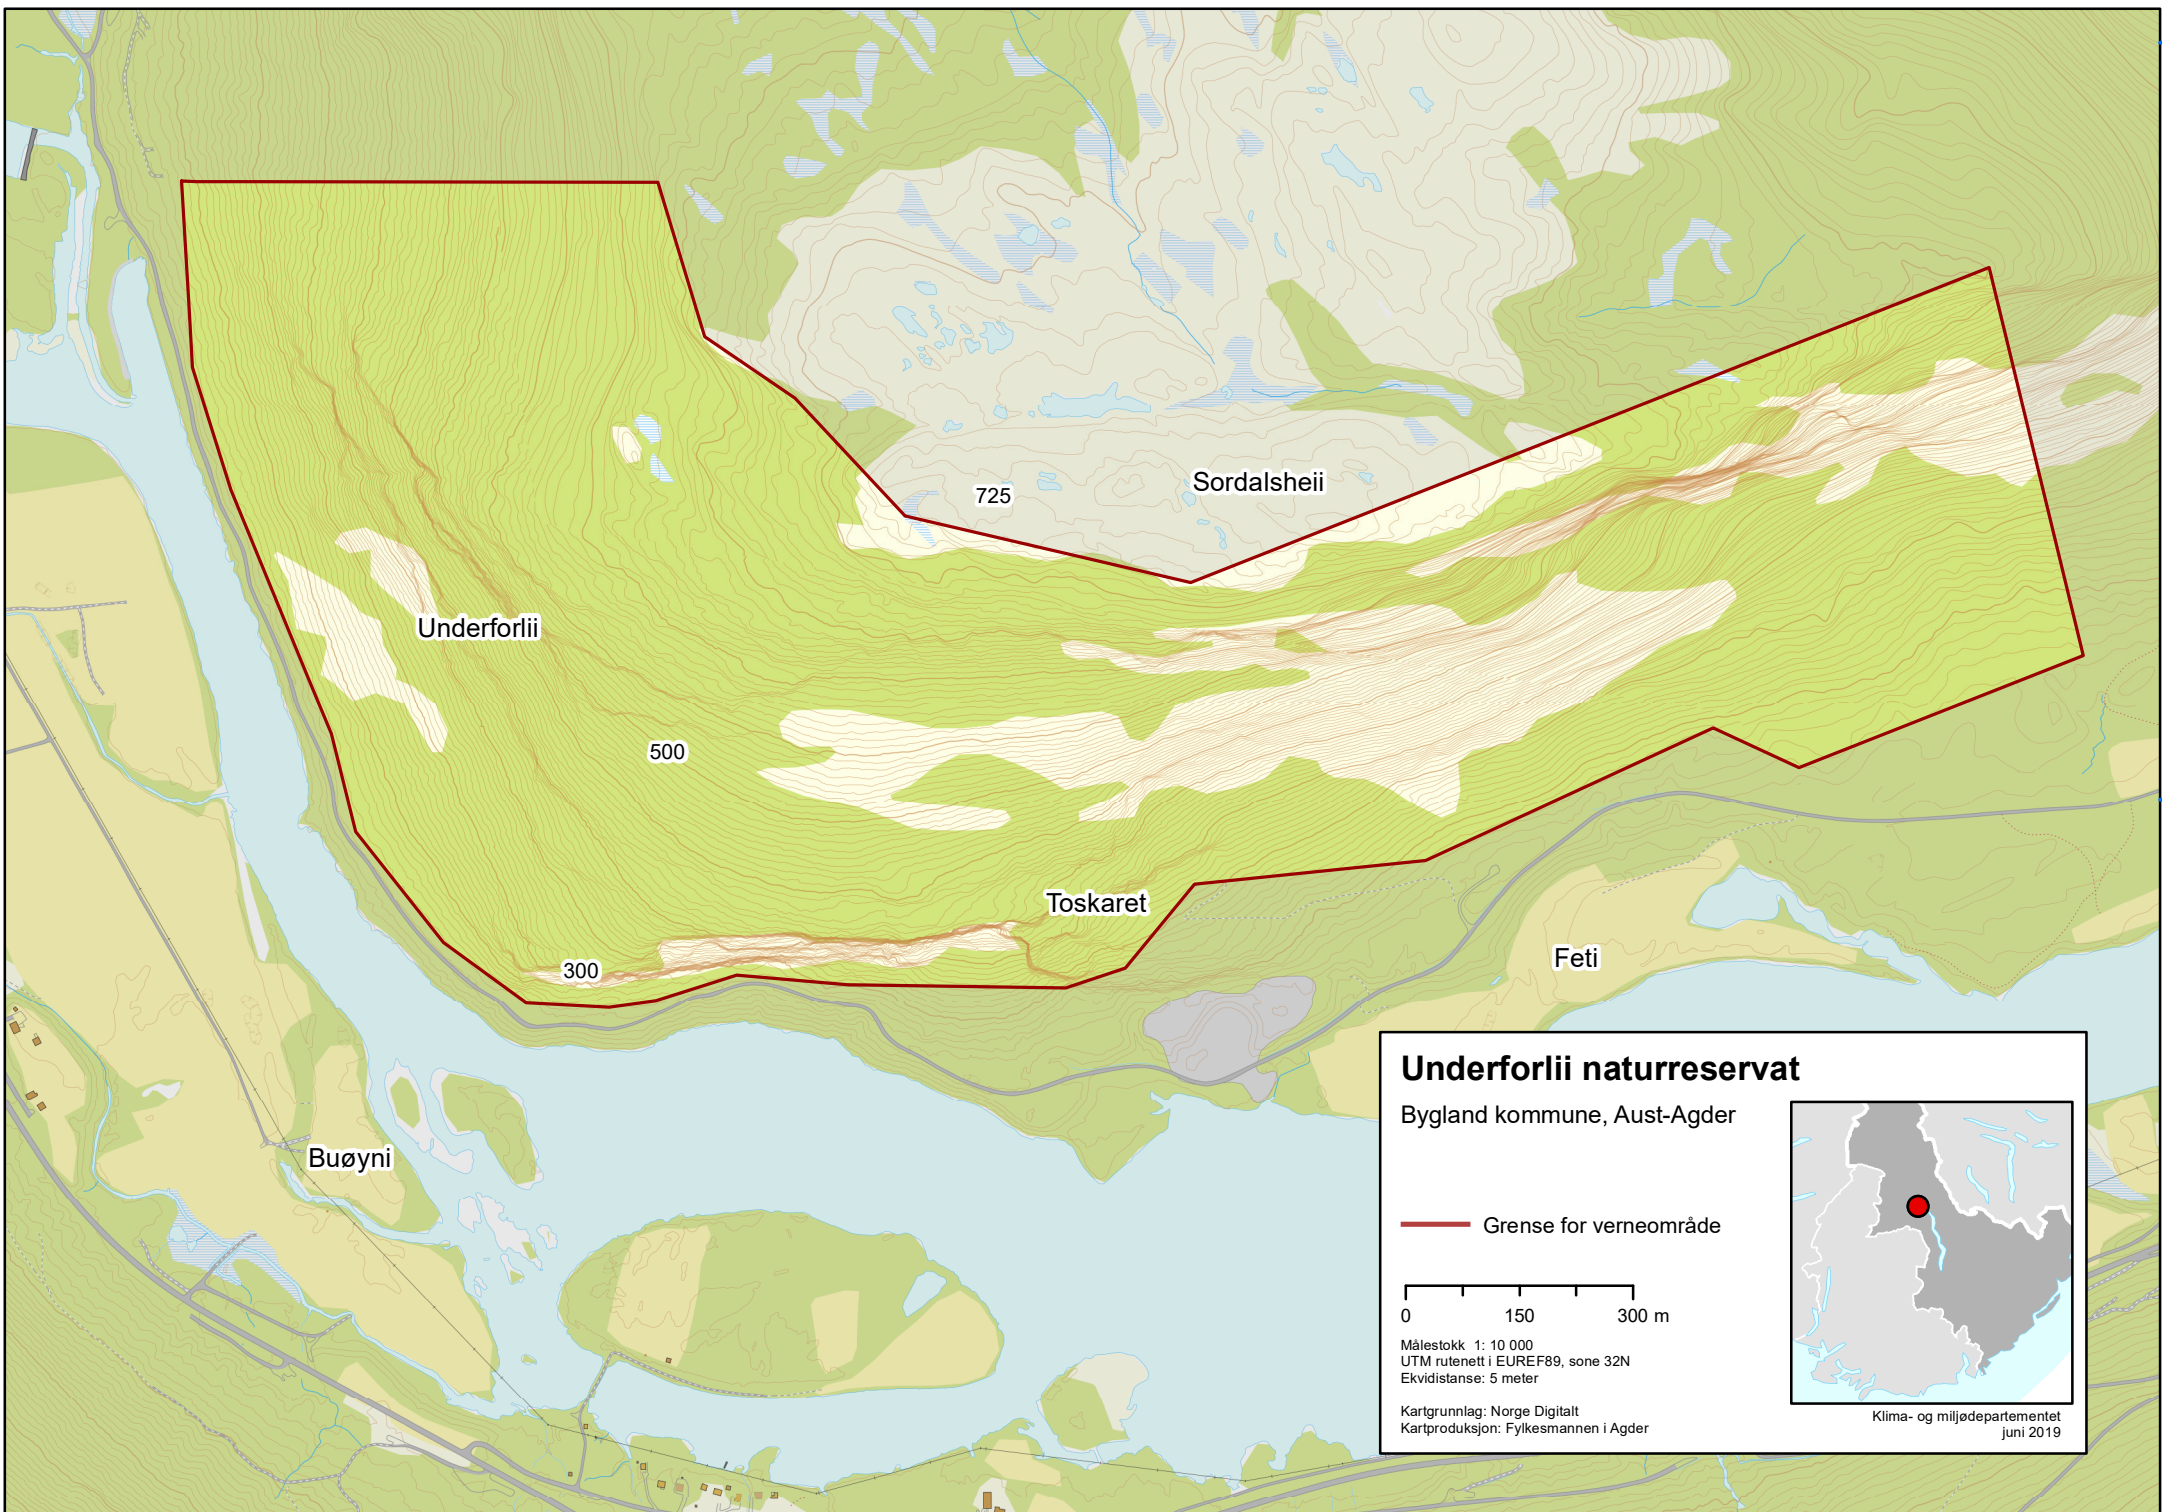 Sordalsheii
725
Underforlii
500
Toskaret
Feti
300
Buøyni
Underforlii naturreservat
Bygland kommune, Aust-Agder
Grense for verneområde
0 150 300 m
Målestokk 1: 10 000
UTM rutenett i EUREF89, sone 32N
Ekvidistanse: 5 meter
Kartgrunnlag: Norge Digitalt
Kartproduksjon: Fylkesmannen i Agder
Klima- og miljødepartementet
juni 2019